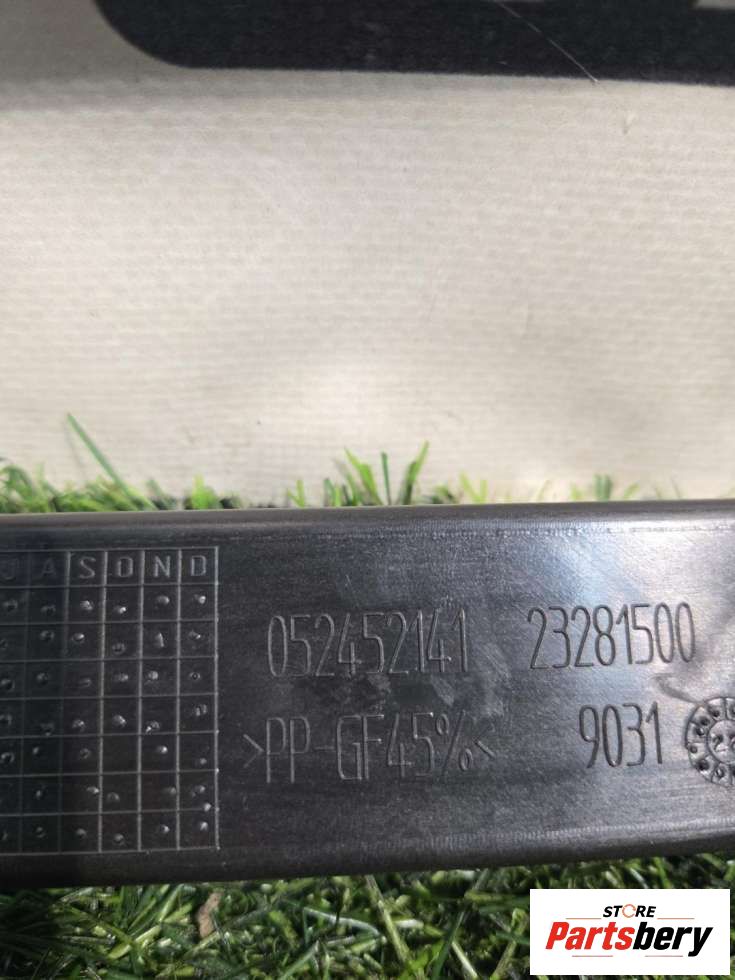 J A S O N D
052452141 23281500
>PP-GF45%< 9031
STORE
Partsbery